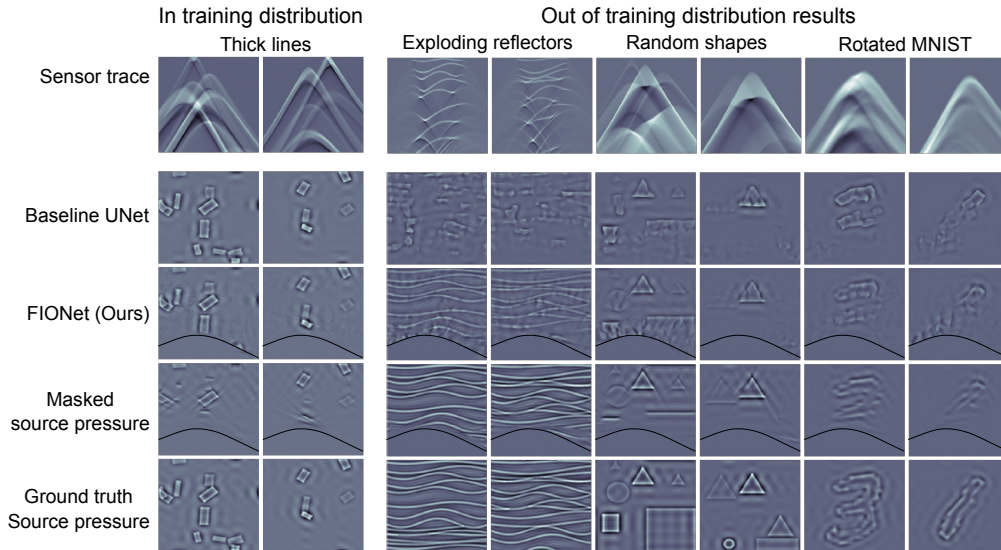 In training distribution
Out of training distribution results
Thick lines
Exploding reflectors
Random shapes
Rotated MNIST
Sensor trace
Baseline UNet
FIONet (Ours)
Masked
source pressure
Ground truth
Source pressure